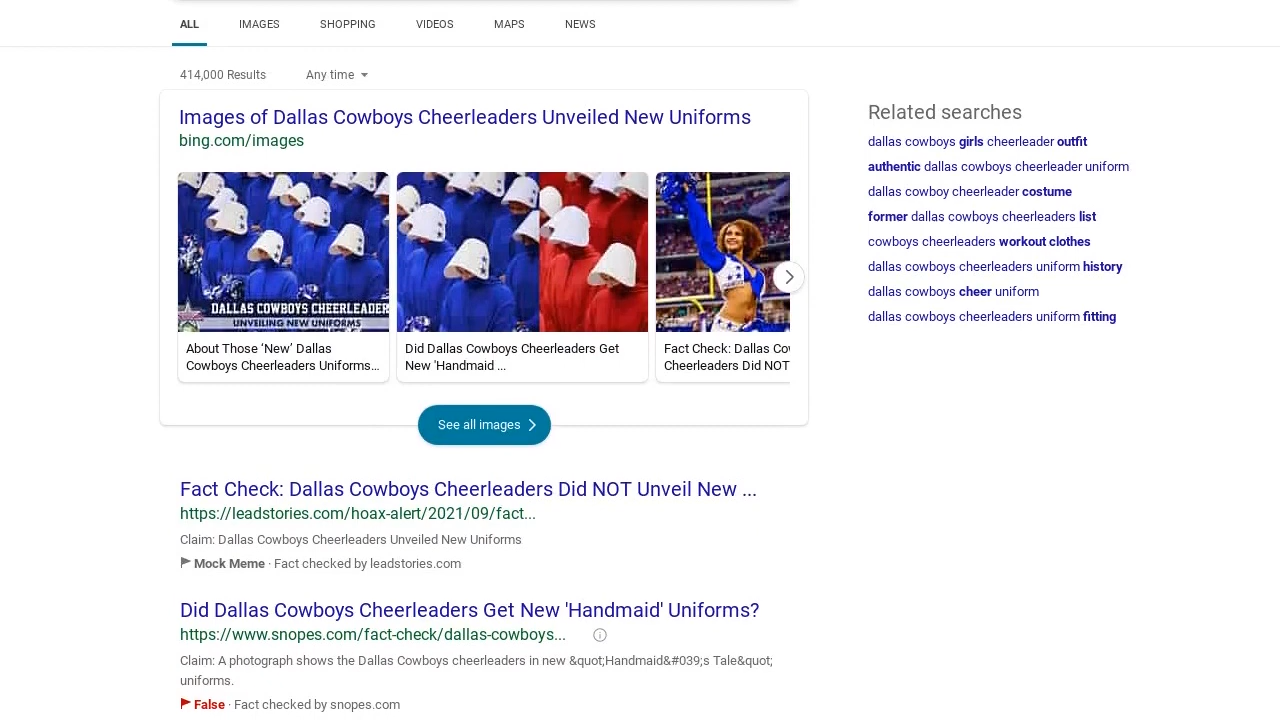 ALL IMAGES SHOPPING VIDEOS MAPS NEWS
414,000 Results Any time
Images of Dallas Cowboys Cheerleaders Unveiled New Uniforms
bing.com/images
DALLAS COWBOYS CHEERLEADER
UNVEILING NEW UNIFORMS
About Those ‘New’ Dallas
Cowboys Cheerleaders Uniforms...
Did Dallas Cowboys Cheerleaders Get
New 'Handmaid ...
Fact Check: Dallas Cow
Cheerleaders Did NOT
See all images
Fact Check: Dallas Cowboys Cheerleaders Did NOT Unveil New ...
https://leadstories.com/hoax-alert/2021/09/fact...
Claim: Dallas Cowboys Cheerleaders Unveiled New Uniforms
Mock Meme · Fact checked by leadstories.com
Did Dallas Cowboys Cheerleaders Get New 'Handmaid' Uniforms?
https://www.snopes.com/fact-check/dallas-cowboys...
Claim: A photograph shows the Dallas Cowboys cheerleaders in new &quot;Handmaid&#039;s Tale&quot;
uniforms.
False · Fact checked by snopes.com
Related searches
dallas cowboys girls cheerleader outfit
authentic dallas cowboys cheerleader uniform
dallas cowboy cheerleader costume
former dallas cowboys cheerleaders list
cowboys cheerleaders workout clothes
dallas cowboys cheerleaders uniform history
dallas cowboys cheer uniform
dallas cowboys cheerleaders uniform fitting